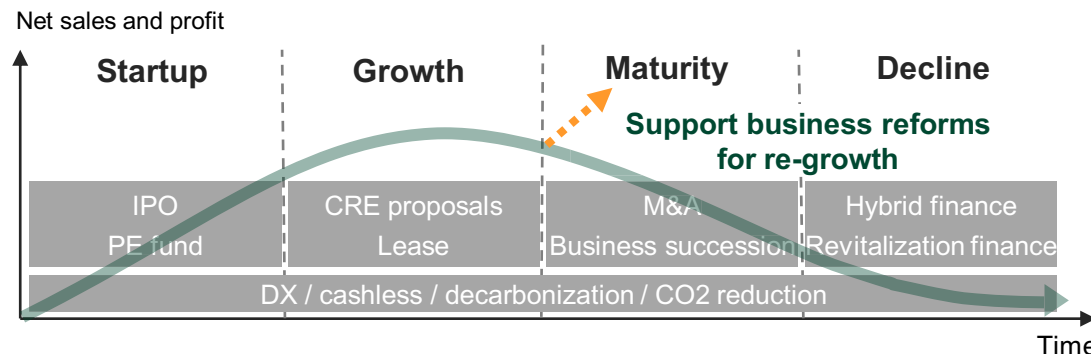 Net sales and profit
Startup
Growth
Maturity
Decline
Support business reforms
for re-growth
IPO
PE fund
CRE proposals
Lease
M&A
Business succession
Hybrid finance
Revitalization finance
DX / cashless / decarbonization / CO2 reduction
Time